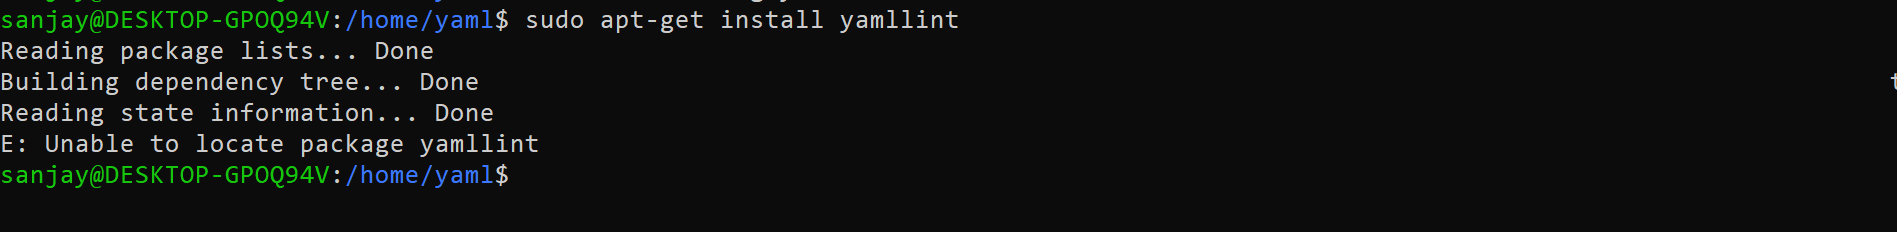 sanjay@DESKTOP-GPOQ94V:/home/yaml$ sudo apt-get install yamllint
Reading package lists... Done
Building dependency tree... Done
Reading state information... Done
E: Unable to locate package yamllint
sanjay@DESKTOP-GPOQ94V:/home/yaml$